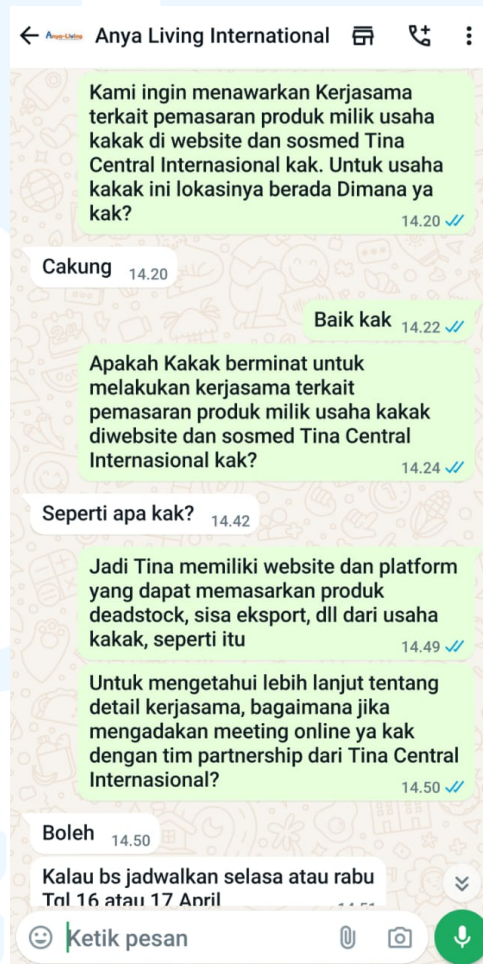 Anya Living International
Kami ingin menawarkan Kerjasama
terkait pemasaran produk milik usaha
kakak di website dan sosmed Tina
Central Internasional kak. Untuk usaha
kakak ini lokasinya berada Dimana ya
kak?
14.20
Cakung 14.20
Baik kak 14.22
Apakah Kakak berminat untuk
melakukan kerjasama terkait
pemasaran produk milik usaha kakak
diwebsite dan sosmed Tina Central
Internasional kak?
14.24
Seperti apa kak? 14.42
Jadi Tina memiliki website dan platform
yang dapat memasarkan produk
deadstock, sisa eksport, dll dari usaha
kakak, seperti itu
14.49
Untuk mengetahui lebih lanjut tentang
detail kerjasama, bagaimana jika
mengadakan meeting online ya kak
dengan tim partnership dari Tina Central
Internasional?
14.50
Boleh 14.50
Kalau bs jadwalkan selasa atau rabu
Tgl 16 atau 17 April
Ketik pesan